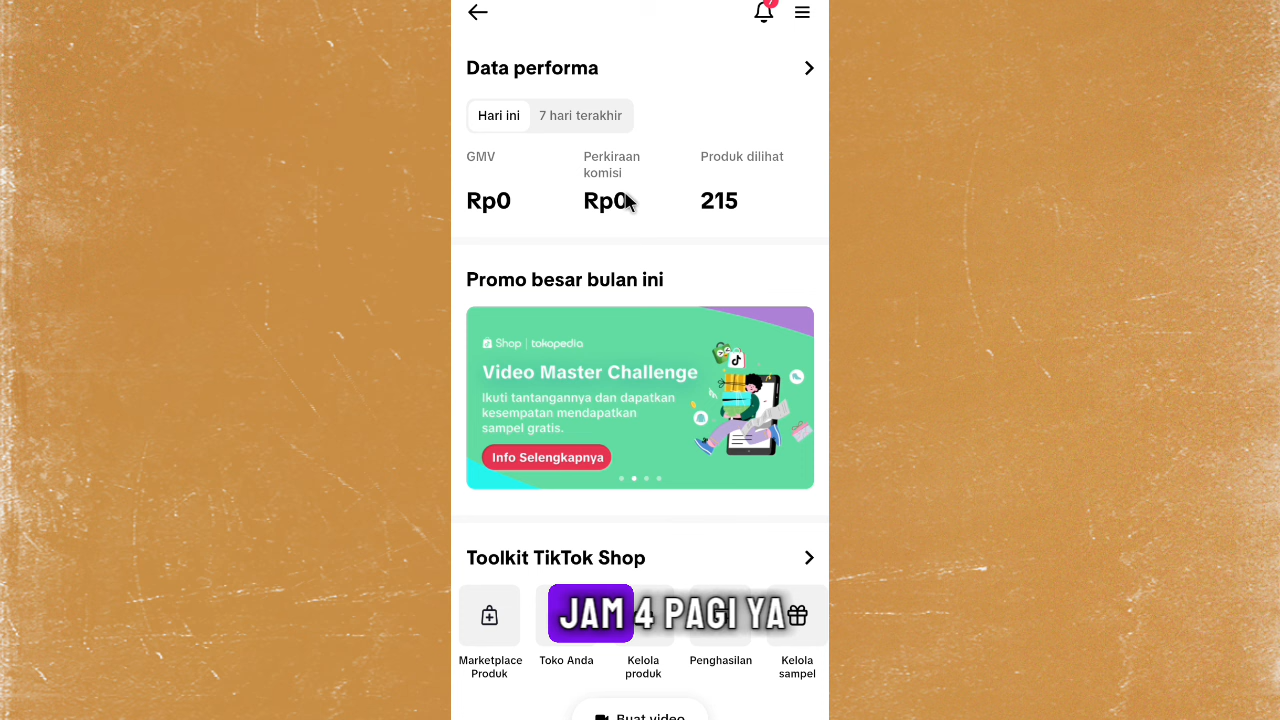 Data performa
Hari ini 7 hari terakhir
GMV Perkiraan komisi Produk dilihat
Rp0 Rp0 215
Promo besar bulan ini
Shop | tokopedia
Video Master Challenge
Ikuti tantangannya dan dapatkan
kesempatan mendapatkan
sampel gratis.
Info Selengkapnya
Toolkit TikTok Shop
JAM 4 PAGI YA
Marketplace Produk
Toko Anda
Kelola produk
Penghasilan
Kelola sampel
Buat video